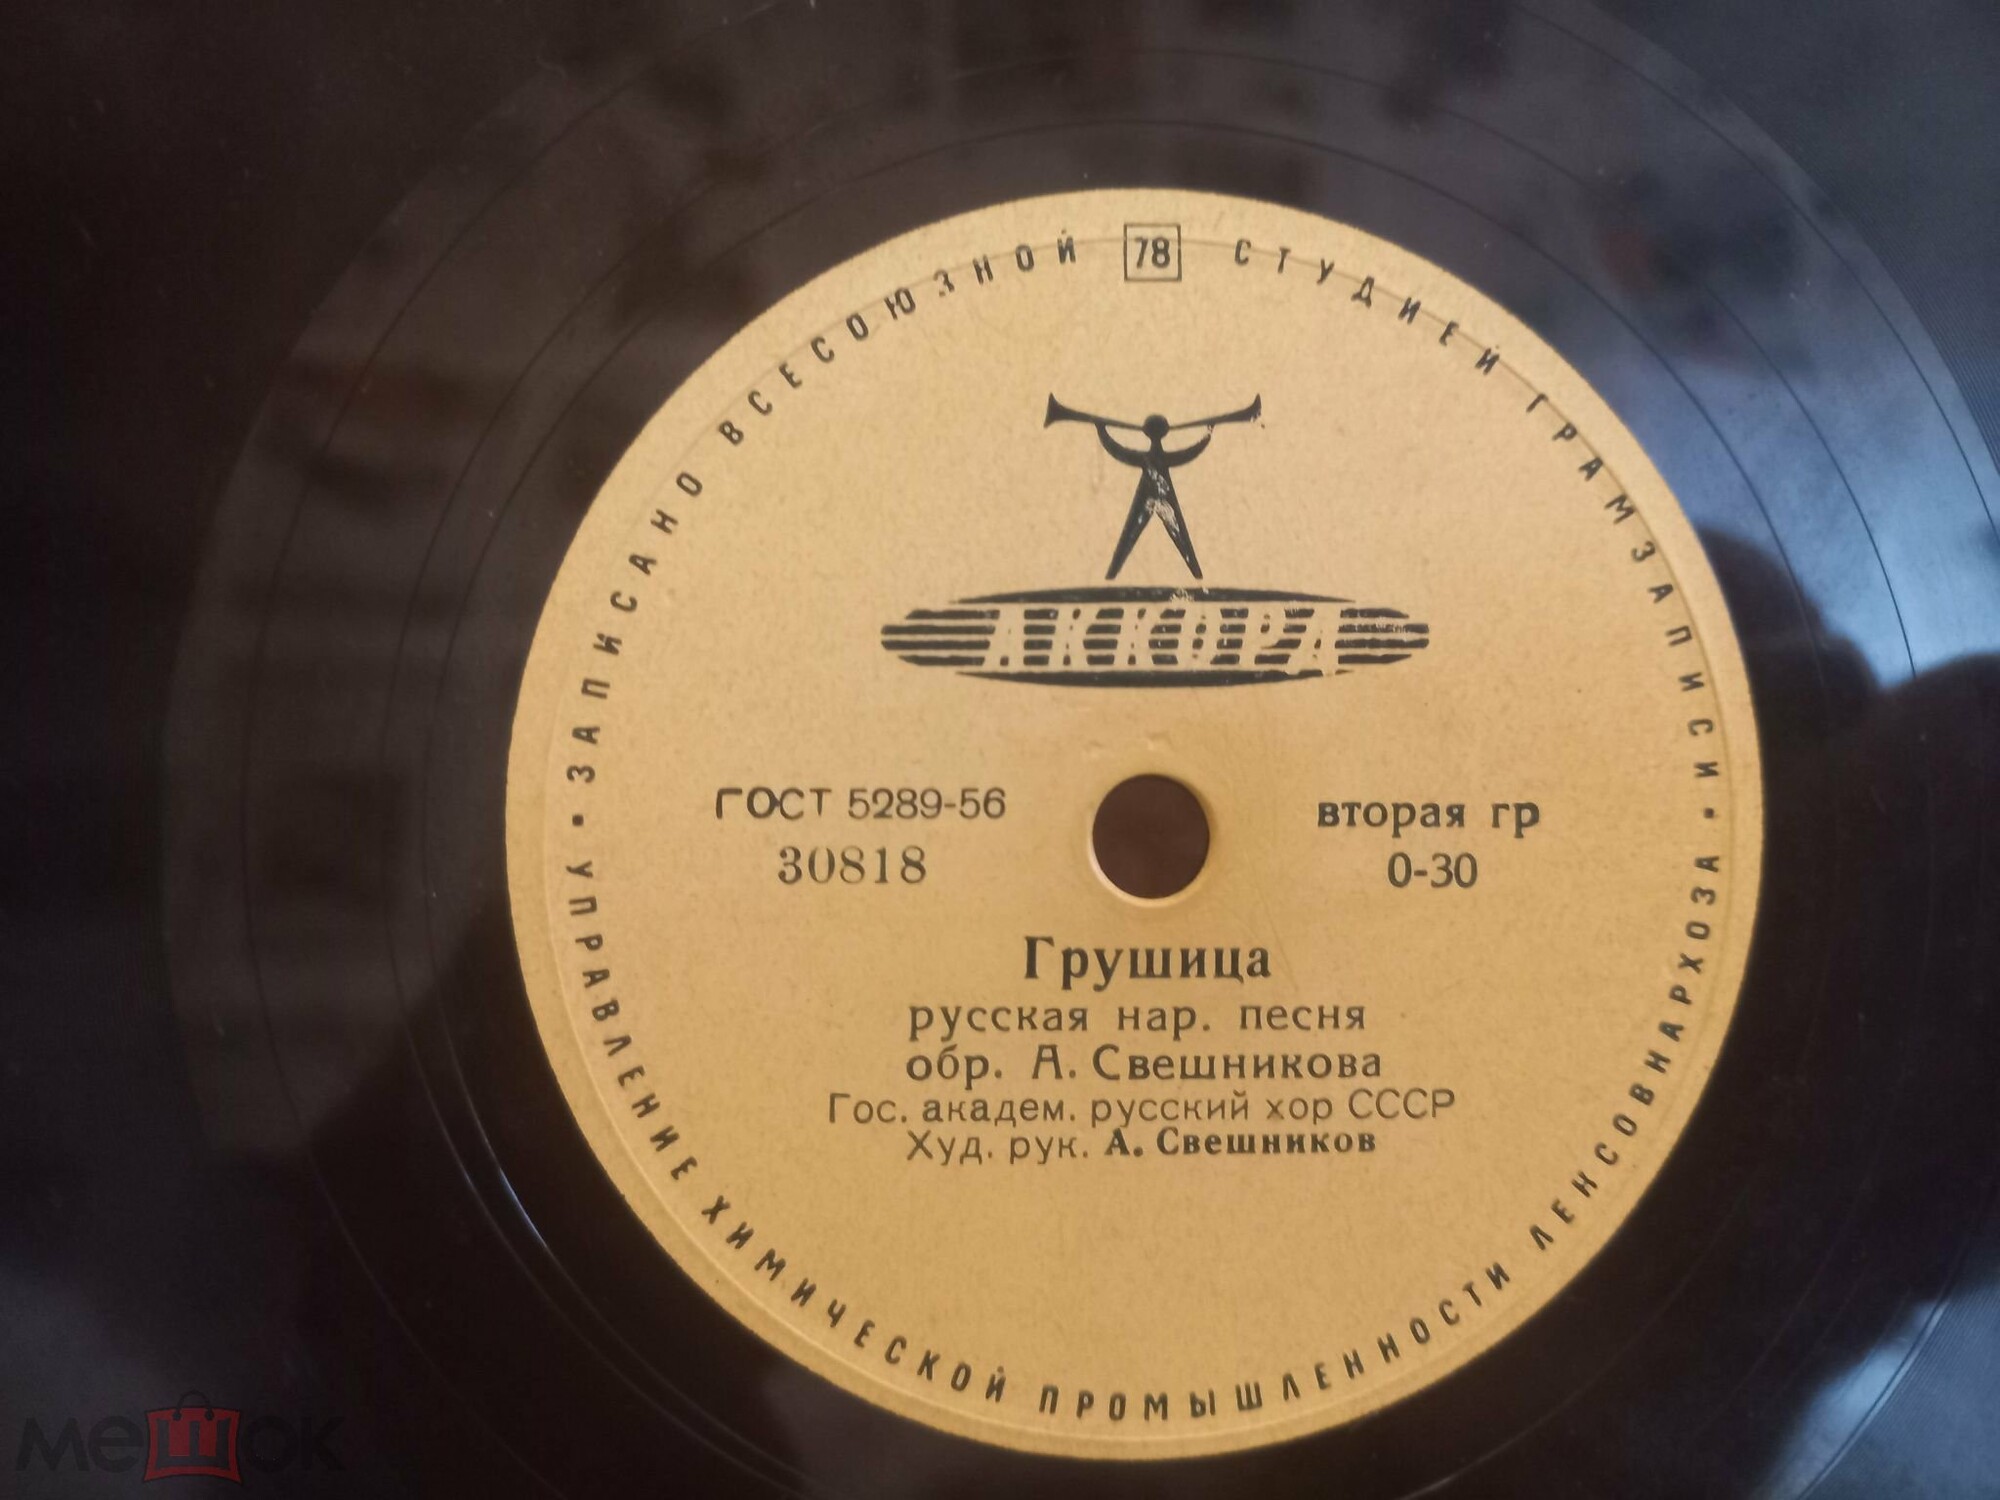 ЗАПИСАНО ВСЕСОЮЗНОЙ 78 СТУДИЕЙ ГРАМЗАПИСИ •
АККОРД
ГОСТ 5289-56
30818
вторая гр
0-30
Грушица
русская нар. песня
обр. А. Свешникова
Гос. академ. русский хор СССР
Худ. рук. А. Свешников
• УПРАВЛЕНИЕ ХИМИЧЕСКОЙ ПРОМЫШЛЕННОСТИ ЛЕНСОВНАРХОЗА
мешок